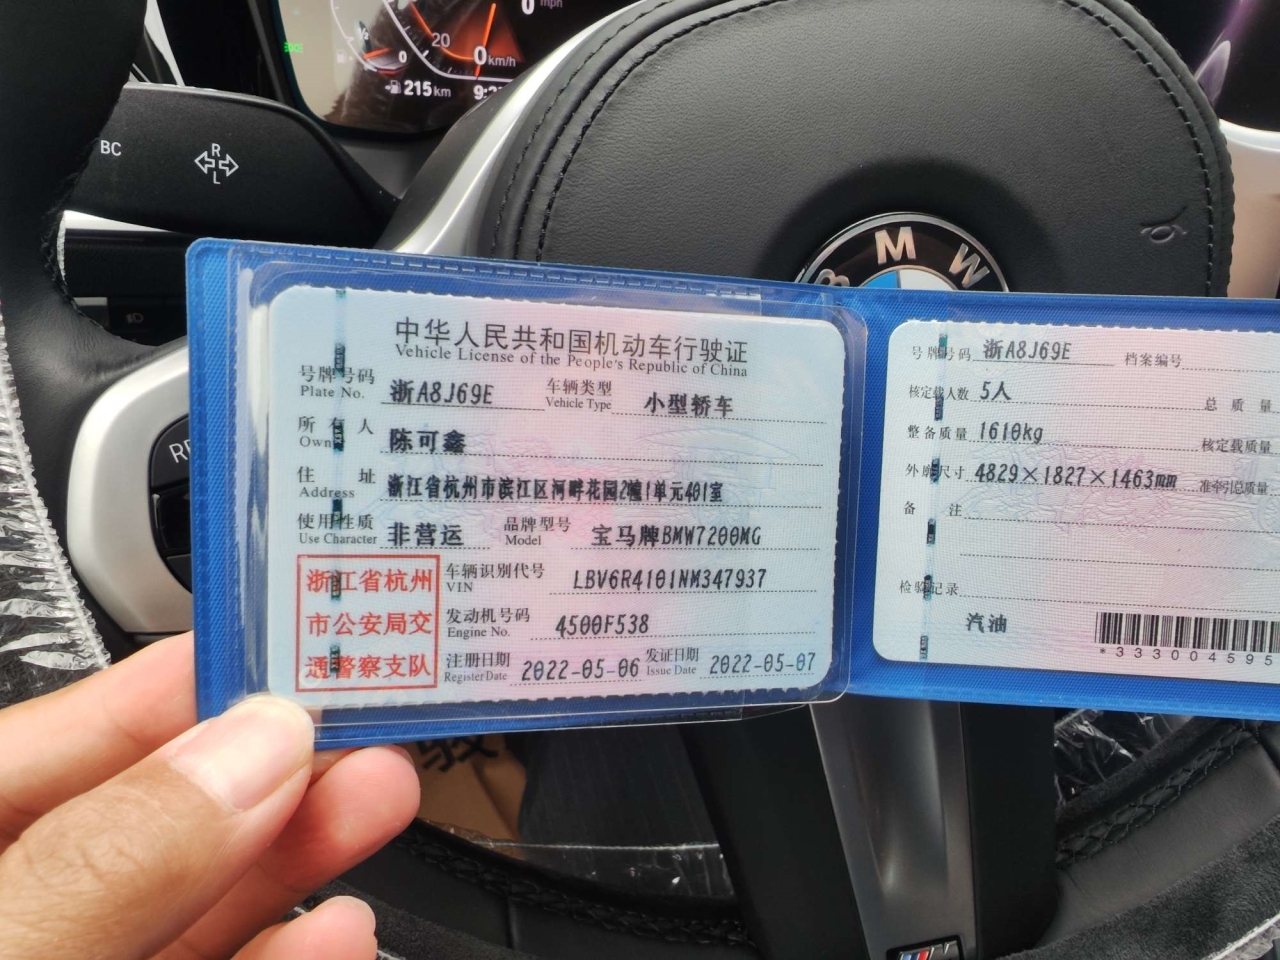 mph
20
0 km/h
0
215 km
BC
R
L
BMW
中华人民共和国机动车行驶证
Vehicle License of the People's Republic of China
号牌号码 浙A8J69E 车辆类型 小型轿车
Plate No. Vehicle Type
所有人 陈可鑫
Owner
住址 浙江省杭州市滨江区河畔花园2幢1单元401室
Address
使用性质 非营运 品牌型号 宝马牌BMW7200MG
Use Character Model
浙江省杭州
市公安局交
通警察支队
车辆识别代号 LBV6R4101NM347937
VIN
发动机号码 4500F538
Engine No.
注册日期 2022-05-06 发证日期 2022-05-07
Register Date Issue Date
号牌号码 浙A8J69E 档案编号
核定载人数 5人 总质量
整备质量 1610kg 核定载质量
外廓尺寸 4829×1827×1463mm 准牵引总质量
备注
检验记录
汽油
*333004595